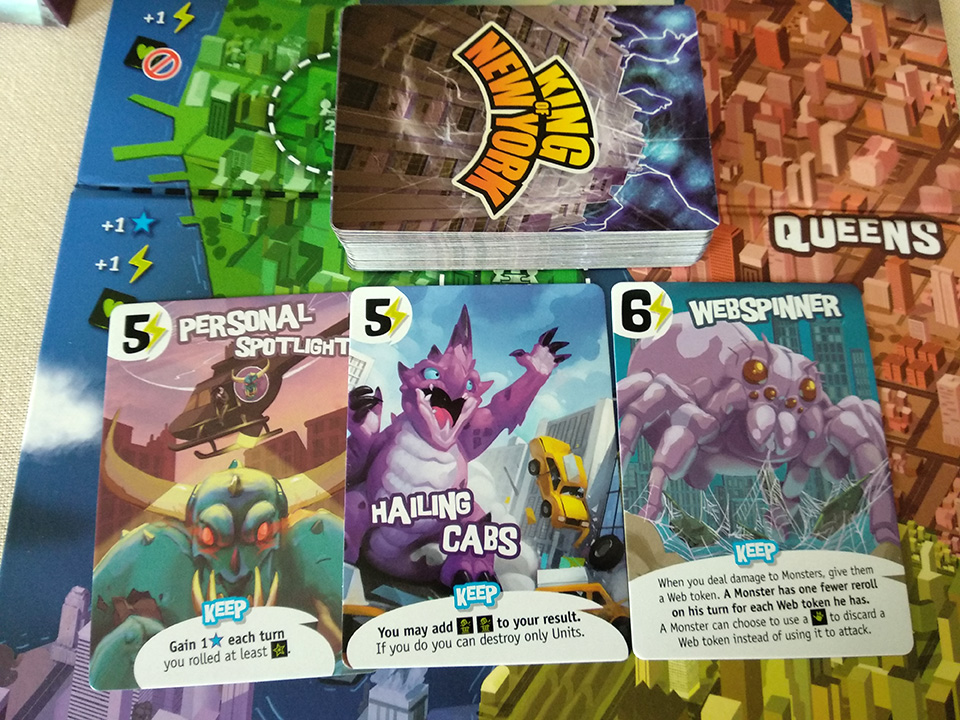 +1
+1
+1
KING
OF
NEW YORK
QUEENS
5
PERSONAL
SPOTLIGHT
KEEP
Gain 1 each turn
you rolled at least .
5
HAILING
CABS
KEEP
You may add to your result.
If you do you can destroy only Units.
6
WEBSPINNER
KEEP
When you deal damage to Monsters, give them
a Web token. A Monster has one fewer reroll
on his turn for each Web token he has.
A Monster can choose to use a to discard a
Web token instead of using it to attack.